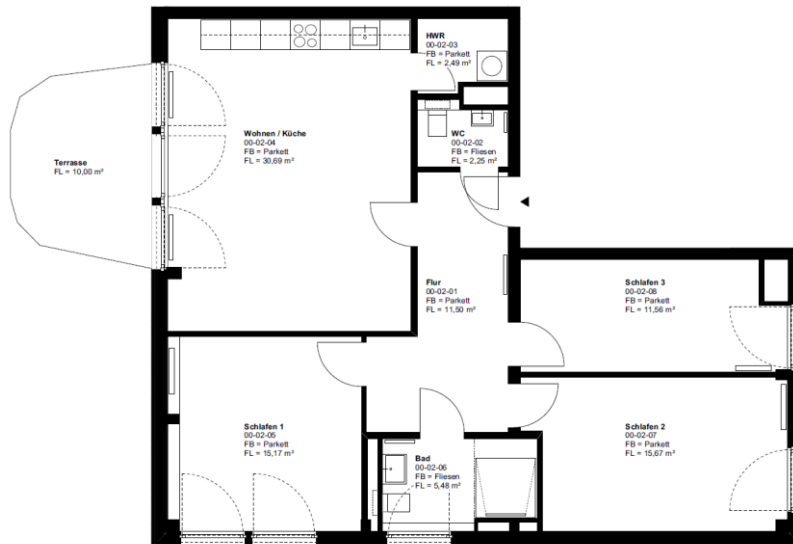 HWR
00-02-03
FB = Parkett
FL = 2,49 m²
Wohnen / Küche
00-02-04
FB = Parkett
FL = 30,69 m²
WC
00-02-02
FB = Fliesen
FL = 2,25 m²
Terrasse
FL = 10,00 m²
Flur
00-02-01
FB = Parkett
FL = 11,50 m²
Schlafen 3
00-02-08
FB = Parkett
FL = 11,56 m²
Schlafen 1
00-02-05
FB = Parkett
FL = 15,17 m²
Bad
00-02-06
FB = Fliesen
FL = 5,48 m²
Schlafen 2
00-02-07
FB = Parkett
FL = 15,67 m²